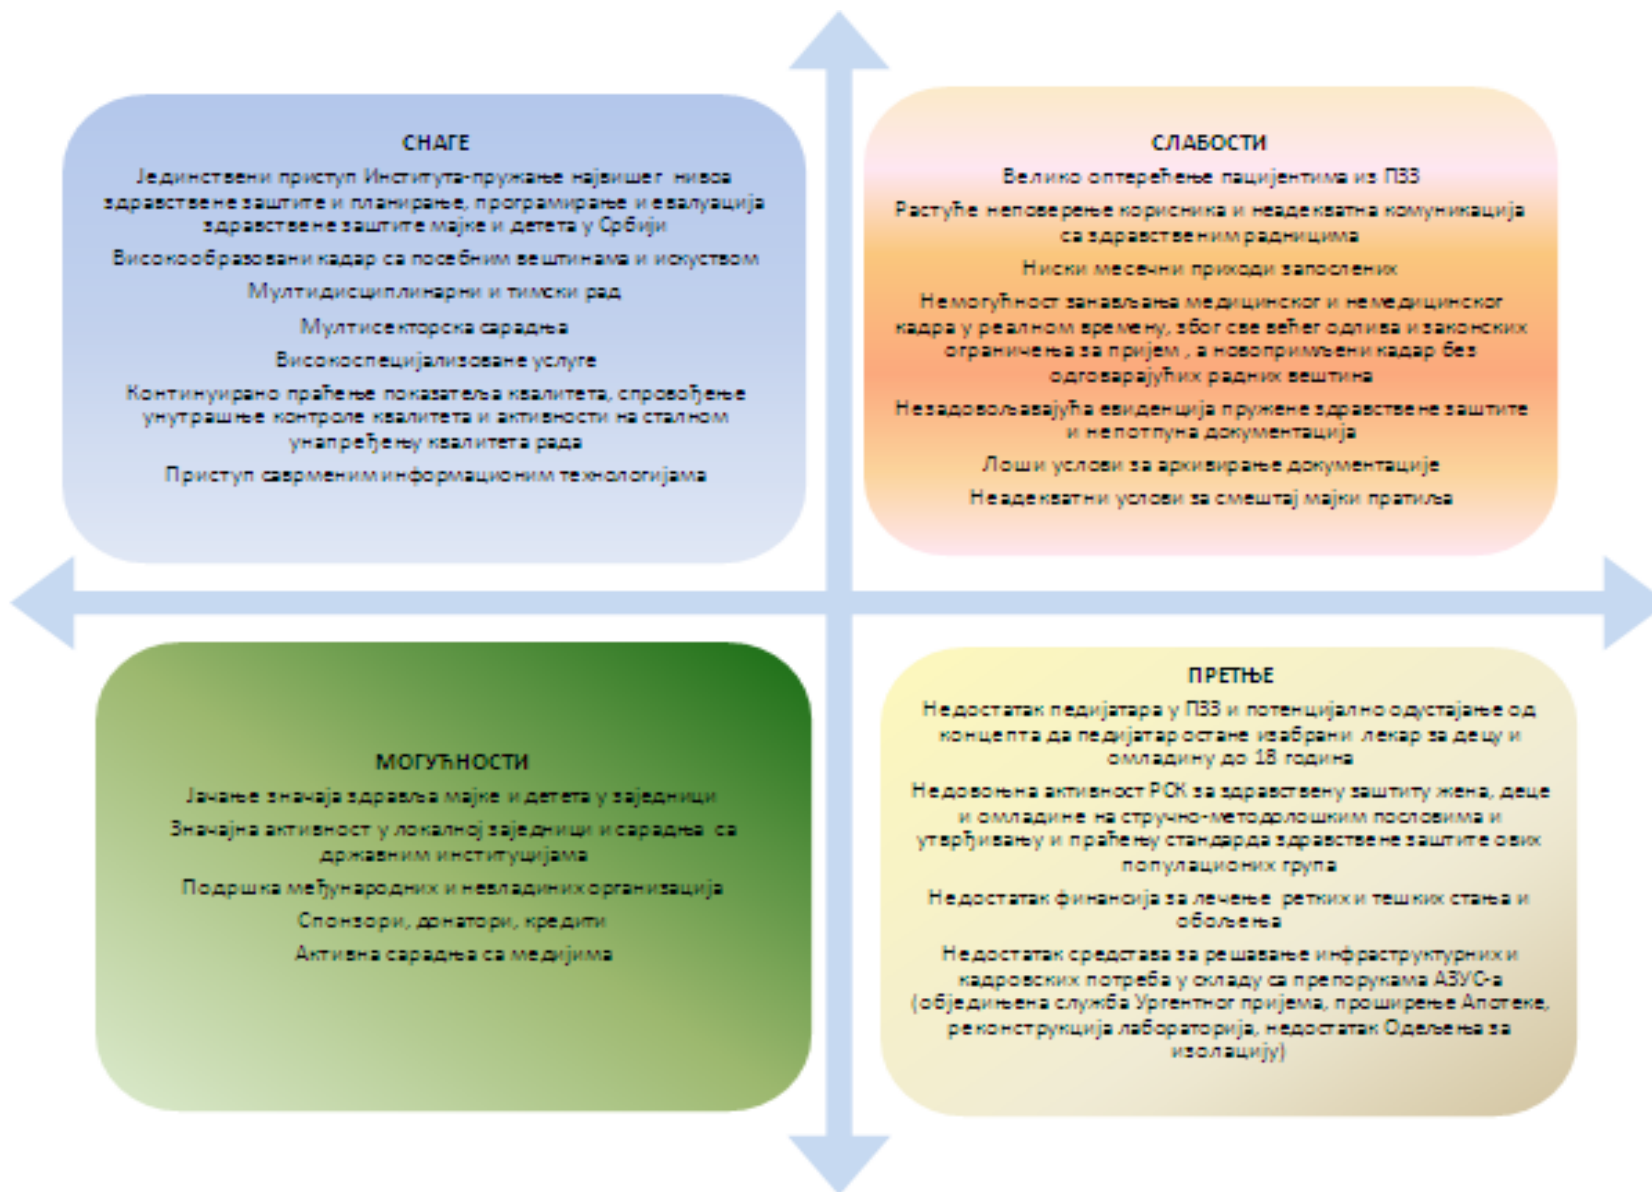 СНАГЕ
Јединствени приступ Института-пружање највишег нивоа
здравствене заштите и планирање, програмирање и евалуација
здравствене заштите мајке и детета у Србији
Високообразовани кадар са посебним вештинама и искуством
Мултидисциплинарни и тимски рад
Мултисекторска сарадња
Високоспецијализоване услуге
Континуирано праћење показатеља квалитета, спровођење
унутрашње контроле квалитета и активности на сталном
унапређењу квалитета рада
Приступ саврменим информационим технологијама
СЛАБОСТИ
Велико оптерећење пацијентима из ПЗЗ
Растуће неповерење корисника и неадекватна комуникација
са здравственим радницима
Ниски месечни приходи запослених
Немогућност занављања медицинског и немедицинског
кадра у реалном времену, због све већег одлива и законских
ограничења за пријем , а новопримљени кадар без
одговарајућих радних вештина
Незадовољавајућа евиденција пружене здравствене заштите
и непотпуна документација
Лоши услови за архивирање документације
Неадекватни услови за смештај мајки пратиља
МОГУЋНОСТИ
Јачање значаја здравља мајке и детета у заједници
Значајна активност у локалној заједници и сарадња са
државним институцијама
Подршка међународних и невладиних организација
Спонзори, донатори, кредити
Активна сарадња са медијима
ПРЕТЊЕ
Недостатак педијатара у ПЗЗ и потенцијално одустајање од
концепта да педијатар остане изабрани лекар за децу и
омладину до 18 година
Недовоњна активност РСК за здравствену заштиту жена, деце
и омладине на стручно-методолошким пословима и
утврђивању и праћењу стандарда здравствене заштите ових
популационих група
Недостатак финансија за лечење ретких и тешких стања и
обољења
Недостатак средстава за решавање инфраструктурних и
кадровских потреба у складу са препорукама АЗУС-а
(обједињена служба Ургентног пријема, проширење Апотеке,
реконструкција лабораторија, недостатак Одељења за
изолацију)